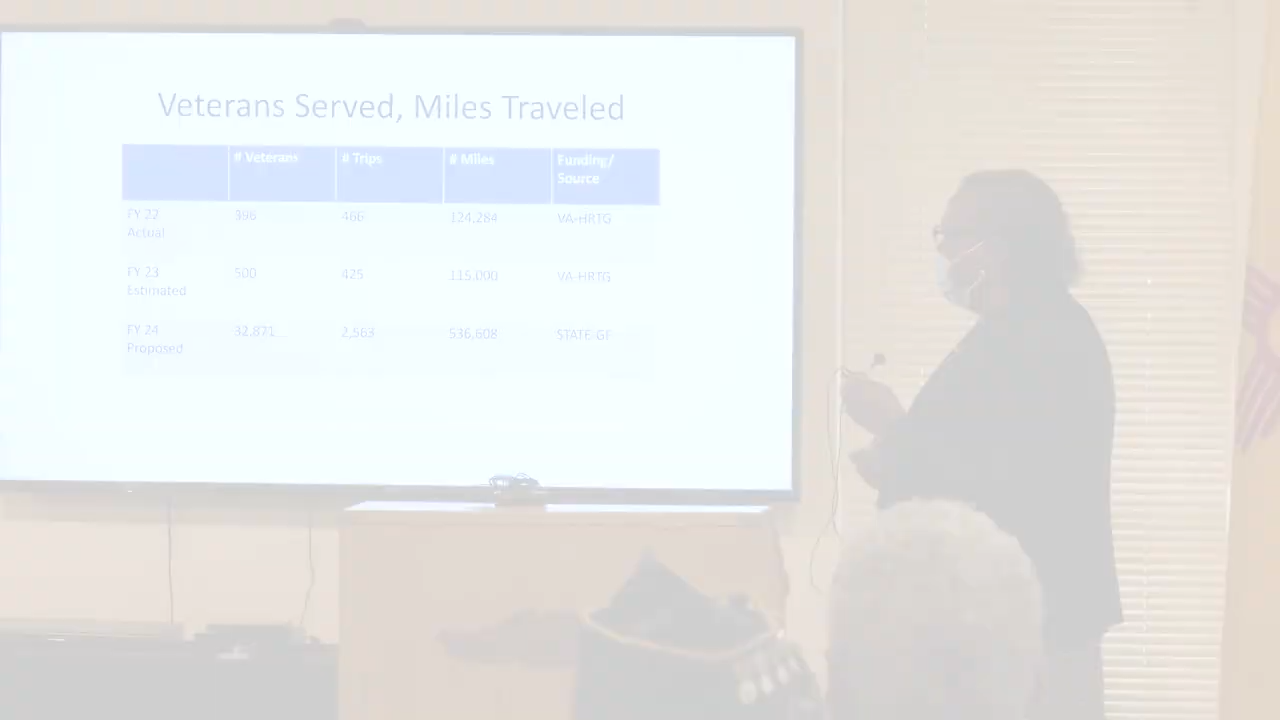 Veterans Served, Miles Traveled
# Veterans # Trips # Miles Funding/
Source
FY 22 396 466 124,284 VA-HRTG
Actual
FY 23 500 425 115,000 VA-HRTG
Estimated
FY 24 32,871 2,563 536,608 STATE-GF
Proposed